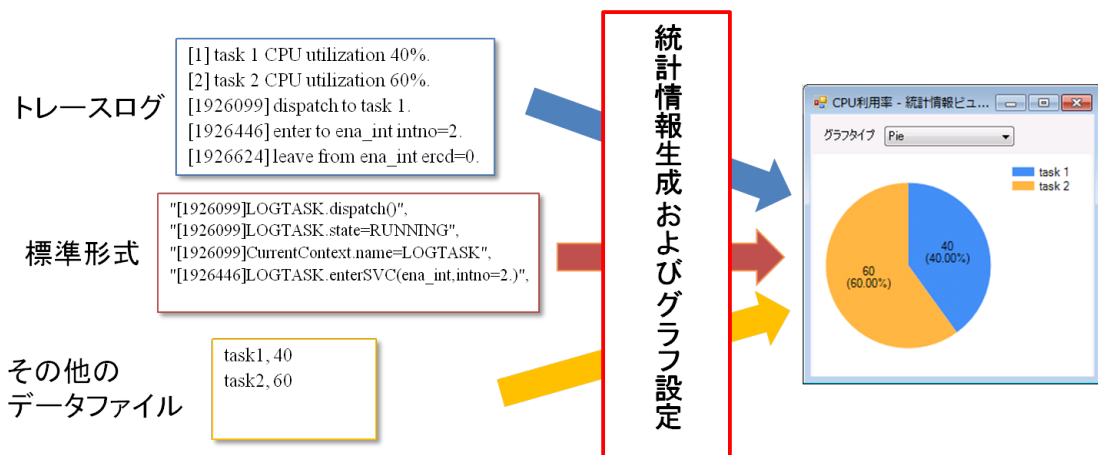 トレースログ
[1] task 1 CPU utilization 40%.
[2] task 2 CPU utilization 60%.
[1926099] dispatch to task 1.
[1926446] enter to ena_int intno=2.
[1926624] leave from ena_int ercd=0.
標準形式
"[1926099]LOGTASK.dispatch()",
"[1926099]LOGTASK.state=RUNNING",
"[1926099]CurrentContext.name=LOGTASK",
"[1926446]LOGTASK.enterSVC(ena_int,intno=2.)",
その他の
データファイル
task1, 40
task2, 60
統計情報生成およびグラフ設定
CPU利用率 - 統計情報ビュ...
グラフタイプ Pie
task 1
task 2
40
(40.00%)
60
(60.00%)